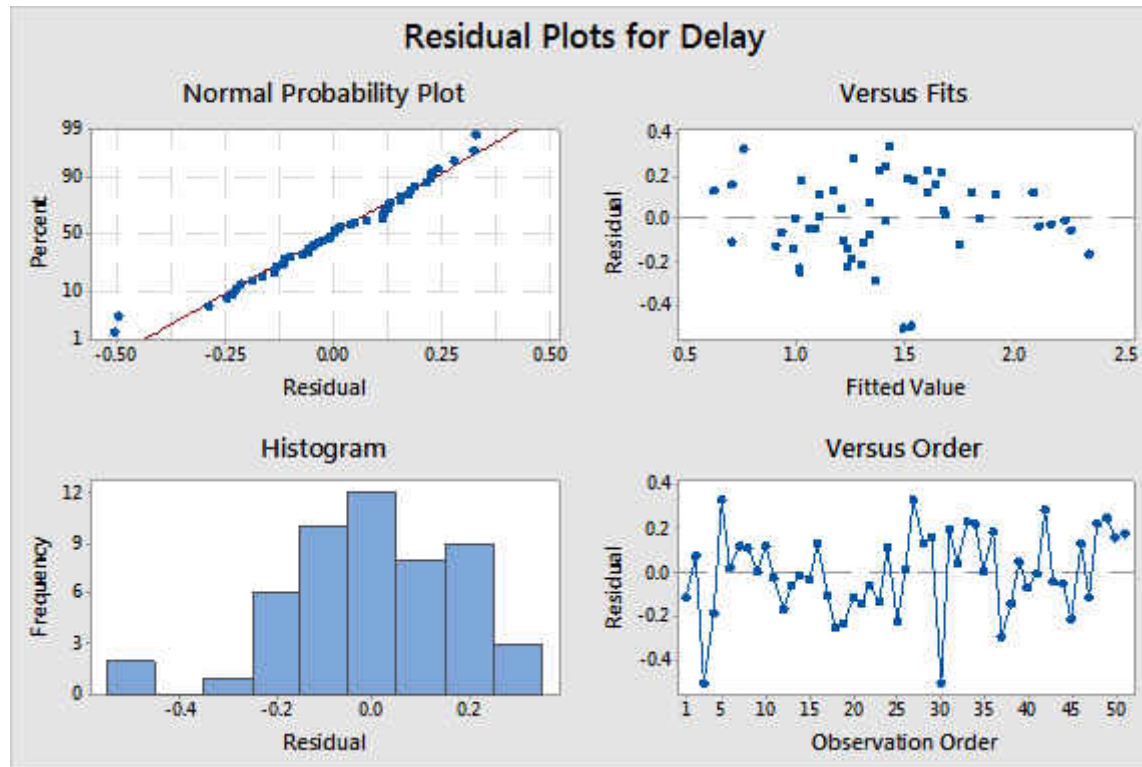 Residual Plots for Delay
Normal Probability Plot
99
90
50
10
1
Percent
-0.50 -0.25 0.00 0.25 0.50
Residual
Versus Fits
0.4
0.2
0.0
-0.2
-0.4
Residual
0.5 1.0 1.5 2.0 2.5
Fitted Value
Histogram
12
9
6
3
0
Frequency
-0.4 -0.2 0.0 0.2
Residual
Versus Order
0.4
0.2
0.0
-0.2
-0.4
Residual
1 5 10 15 20 25 30 35 40 45 50
Observation Order